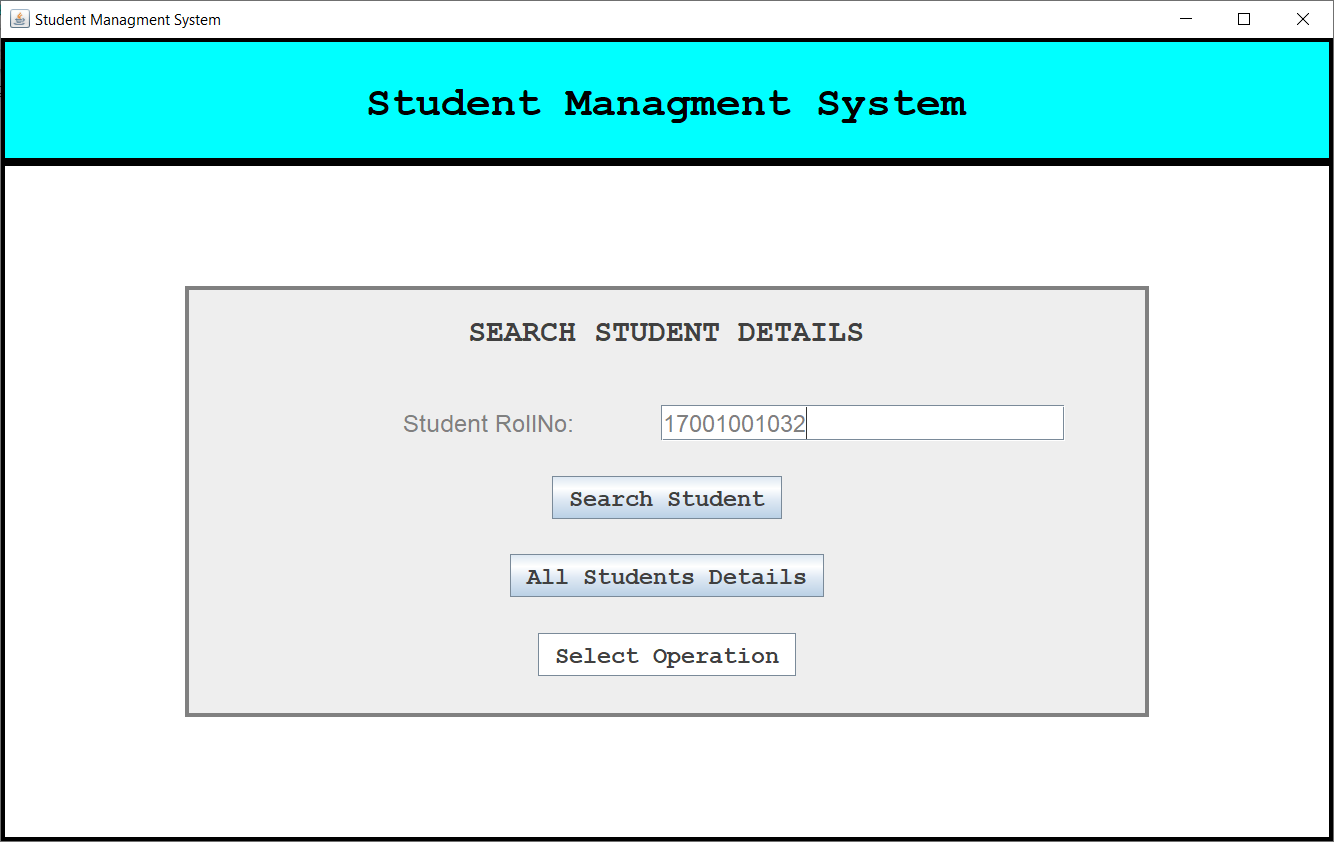 Student Managment System
Student Managment System
SEARCH STUDENT DETAILS
Student RollNo: 17001001032
Search Student
All Students Details
Select Operation